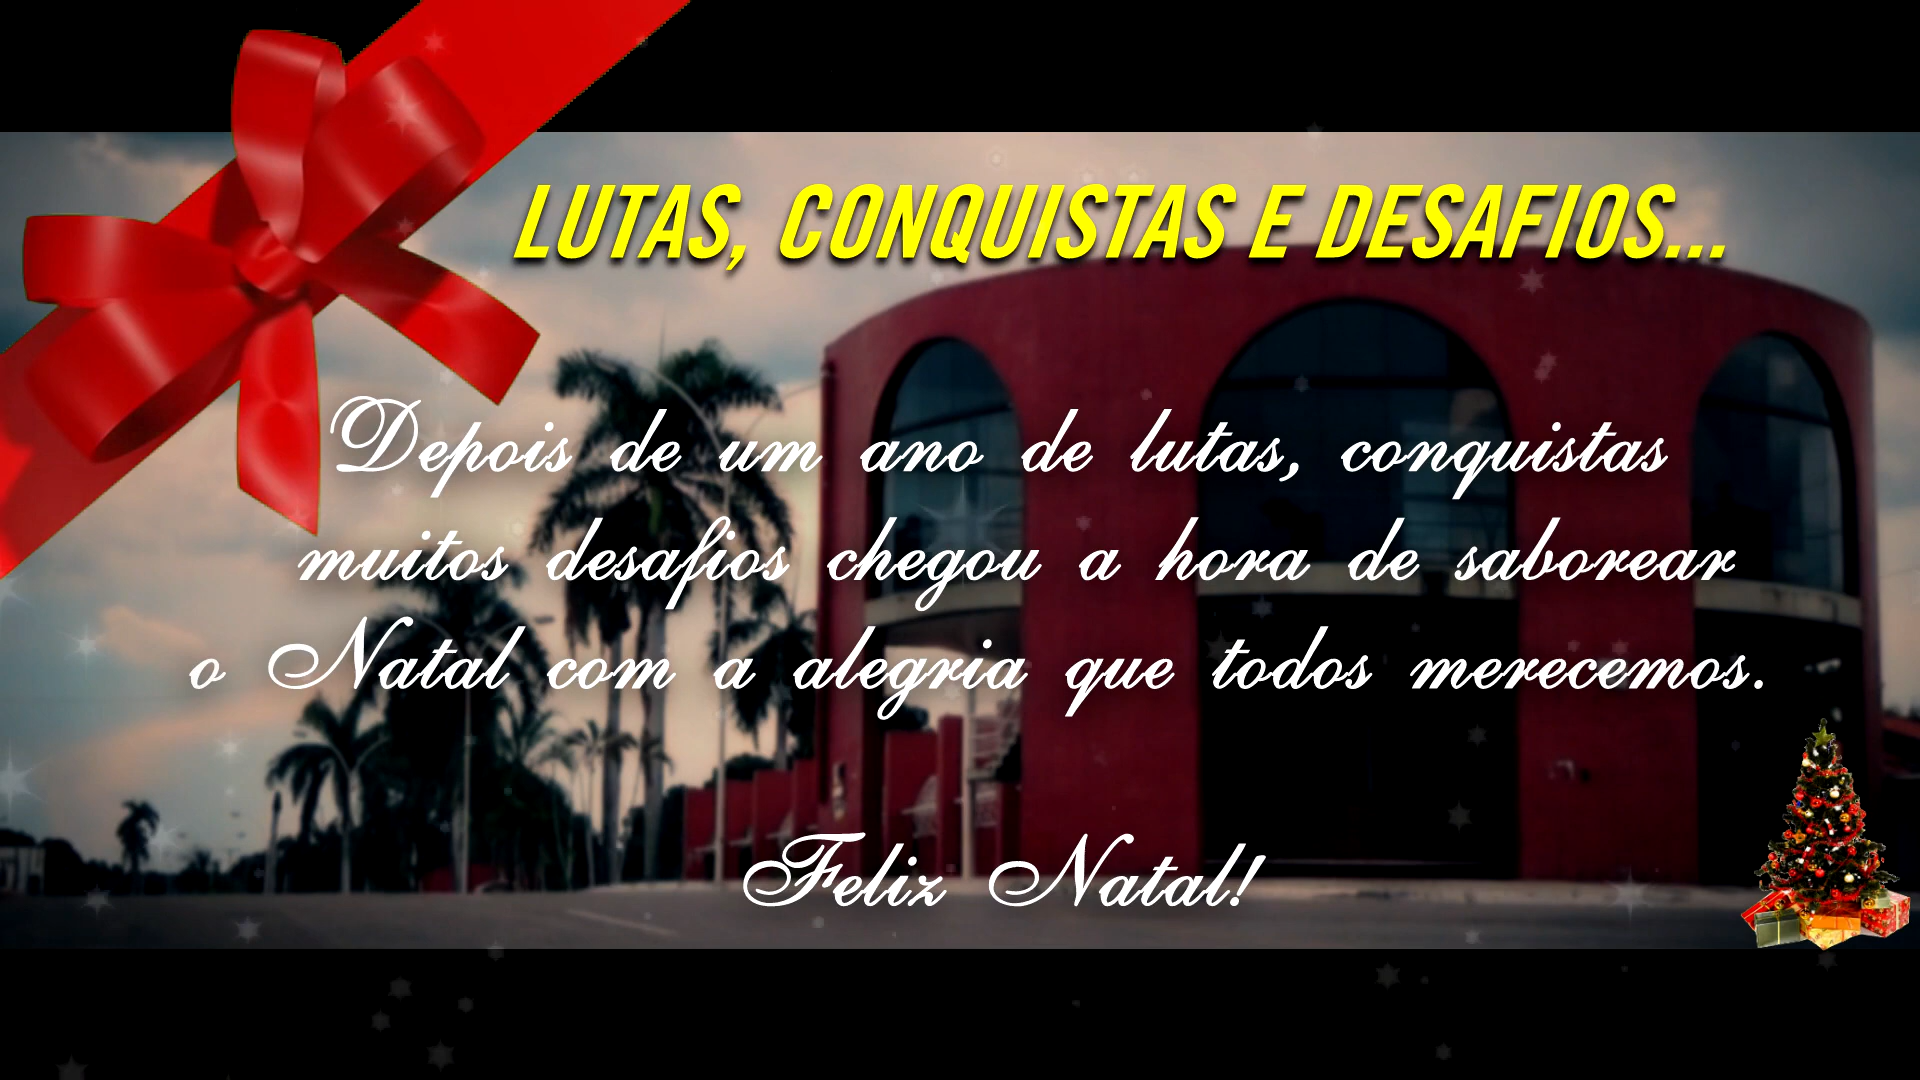 LUTAS, CONQUISTAS E DESAFIOS...
Depois de um ano de lutas, conquistas
muitos desafios chegou a hora de saborear
o Natal com a alegria que todos merecemos.
Feliz Natal!